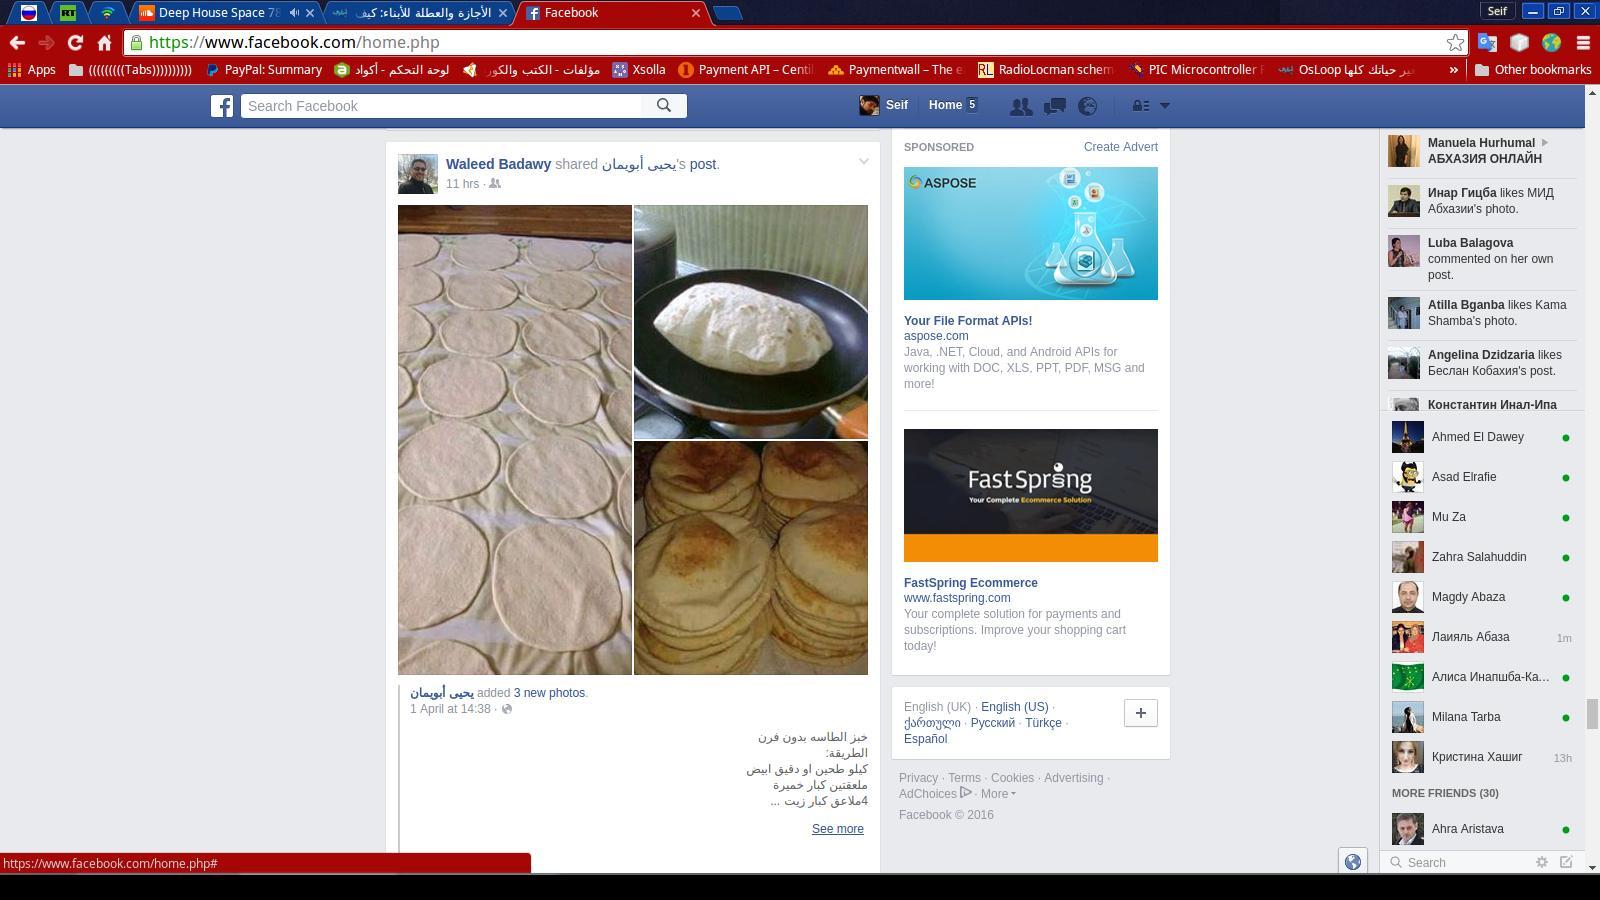 Deep House Space 78
الأجازة والعطلة للأبناء: كيف
Facebook
Seif
https://www.facebook.com/home.php
Apps
(((((((((Tabs))))))))))
PayPal: Summary
لوحة التحكم - أكواد
مؤلفات - الكتب والكور
Xsolla
Payment API – Centi
Paymentwall – The e
RadioLocman schem
PIC Microcontroller
OsLoop غير حياتك كلها
Other bookmarks
Search Facebook
Seif
Home 5
Waleed Badawy shared يحيى أبويمان's post.
11 hrs ·
يحيى أبويمان added 3 new photos.
1 April at 14:38 ·
خبز الطاسه بدون فرن
الطريقة:
كيلو طحين او دقيق ابيض
ملعقتين كبار خميرة
4ملاعق كبار زيت ...
See more
https://www.facebook.com/home.php#
SPONSORED
Create Advert
ASPOSE
Your File Format APIs!
aspose.com
Java, .NET, Cloud, and Android APIs for
working with DOC, XLS, PPT, PDF, MSG and
more!
FastSpring
Your Complete Ecommerce Solution
FastSpring Ecommerce
www.fastspring.com
Your complete solution for payments and
subscriptions. Improve your shopping cart
today!
English (UK) · English (US) ·
ქართული · Русский · Türkçe ·
Español
Privacy · Terms · Cookies · Advertising ·
AdChoices · More
Facebook © 2016
Manuela Hurhumal
АБХАЗИЯ ОНЛАЙН
Инар Гицба likes МИД
Абхазии's photo.
Luba Balagova
commented on her own
post.
Atilla Bganba likes Kama
Shamba's photo.
Angelina Dzidzaria likes
Беслан Кобахия's post.
Константин Инал-Ипа
Ahmed El Dawey
Asad Elrafie
Mu Za
Zahra Salahuddin
Magdy Abaza
Лаияль Абаза 1m
Алиса Инапшба-Ка...
Milana Tarba
Кристина Хашиг 13h
MORE FRIENDS (30)
Ahra Aristava
Search